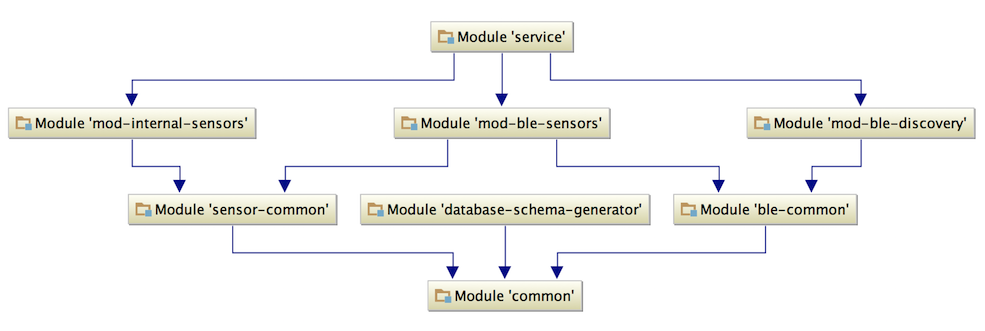 Module 'service'
Module 'mod-internal-sensors'
Module 'mod-ble-sensors'
Module 'mod-ble-discovery'
Module 'sensor-common'
Module 'database-schema-generator'
Module 'ble-common'
Module 'common'